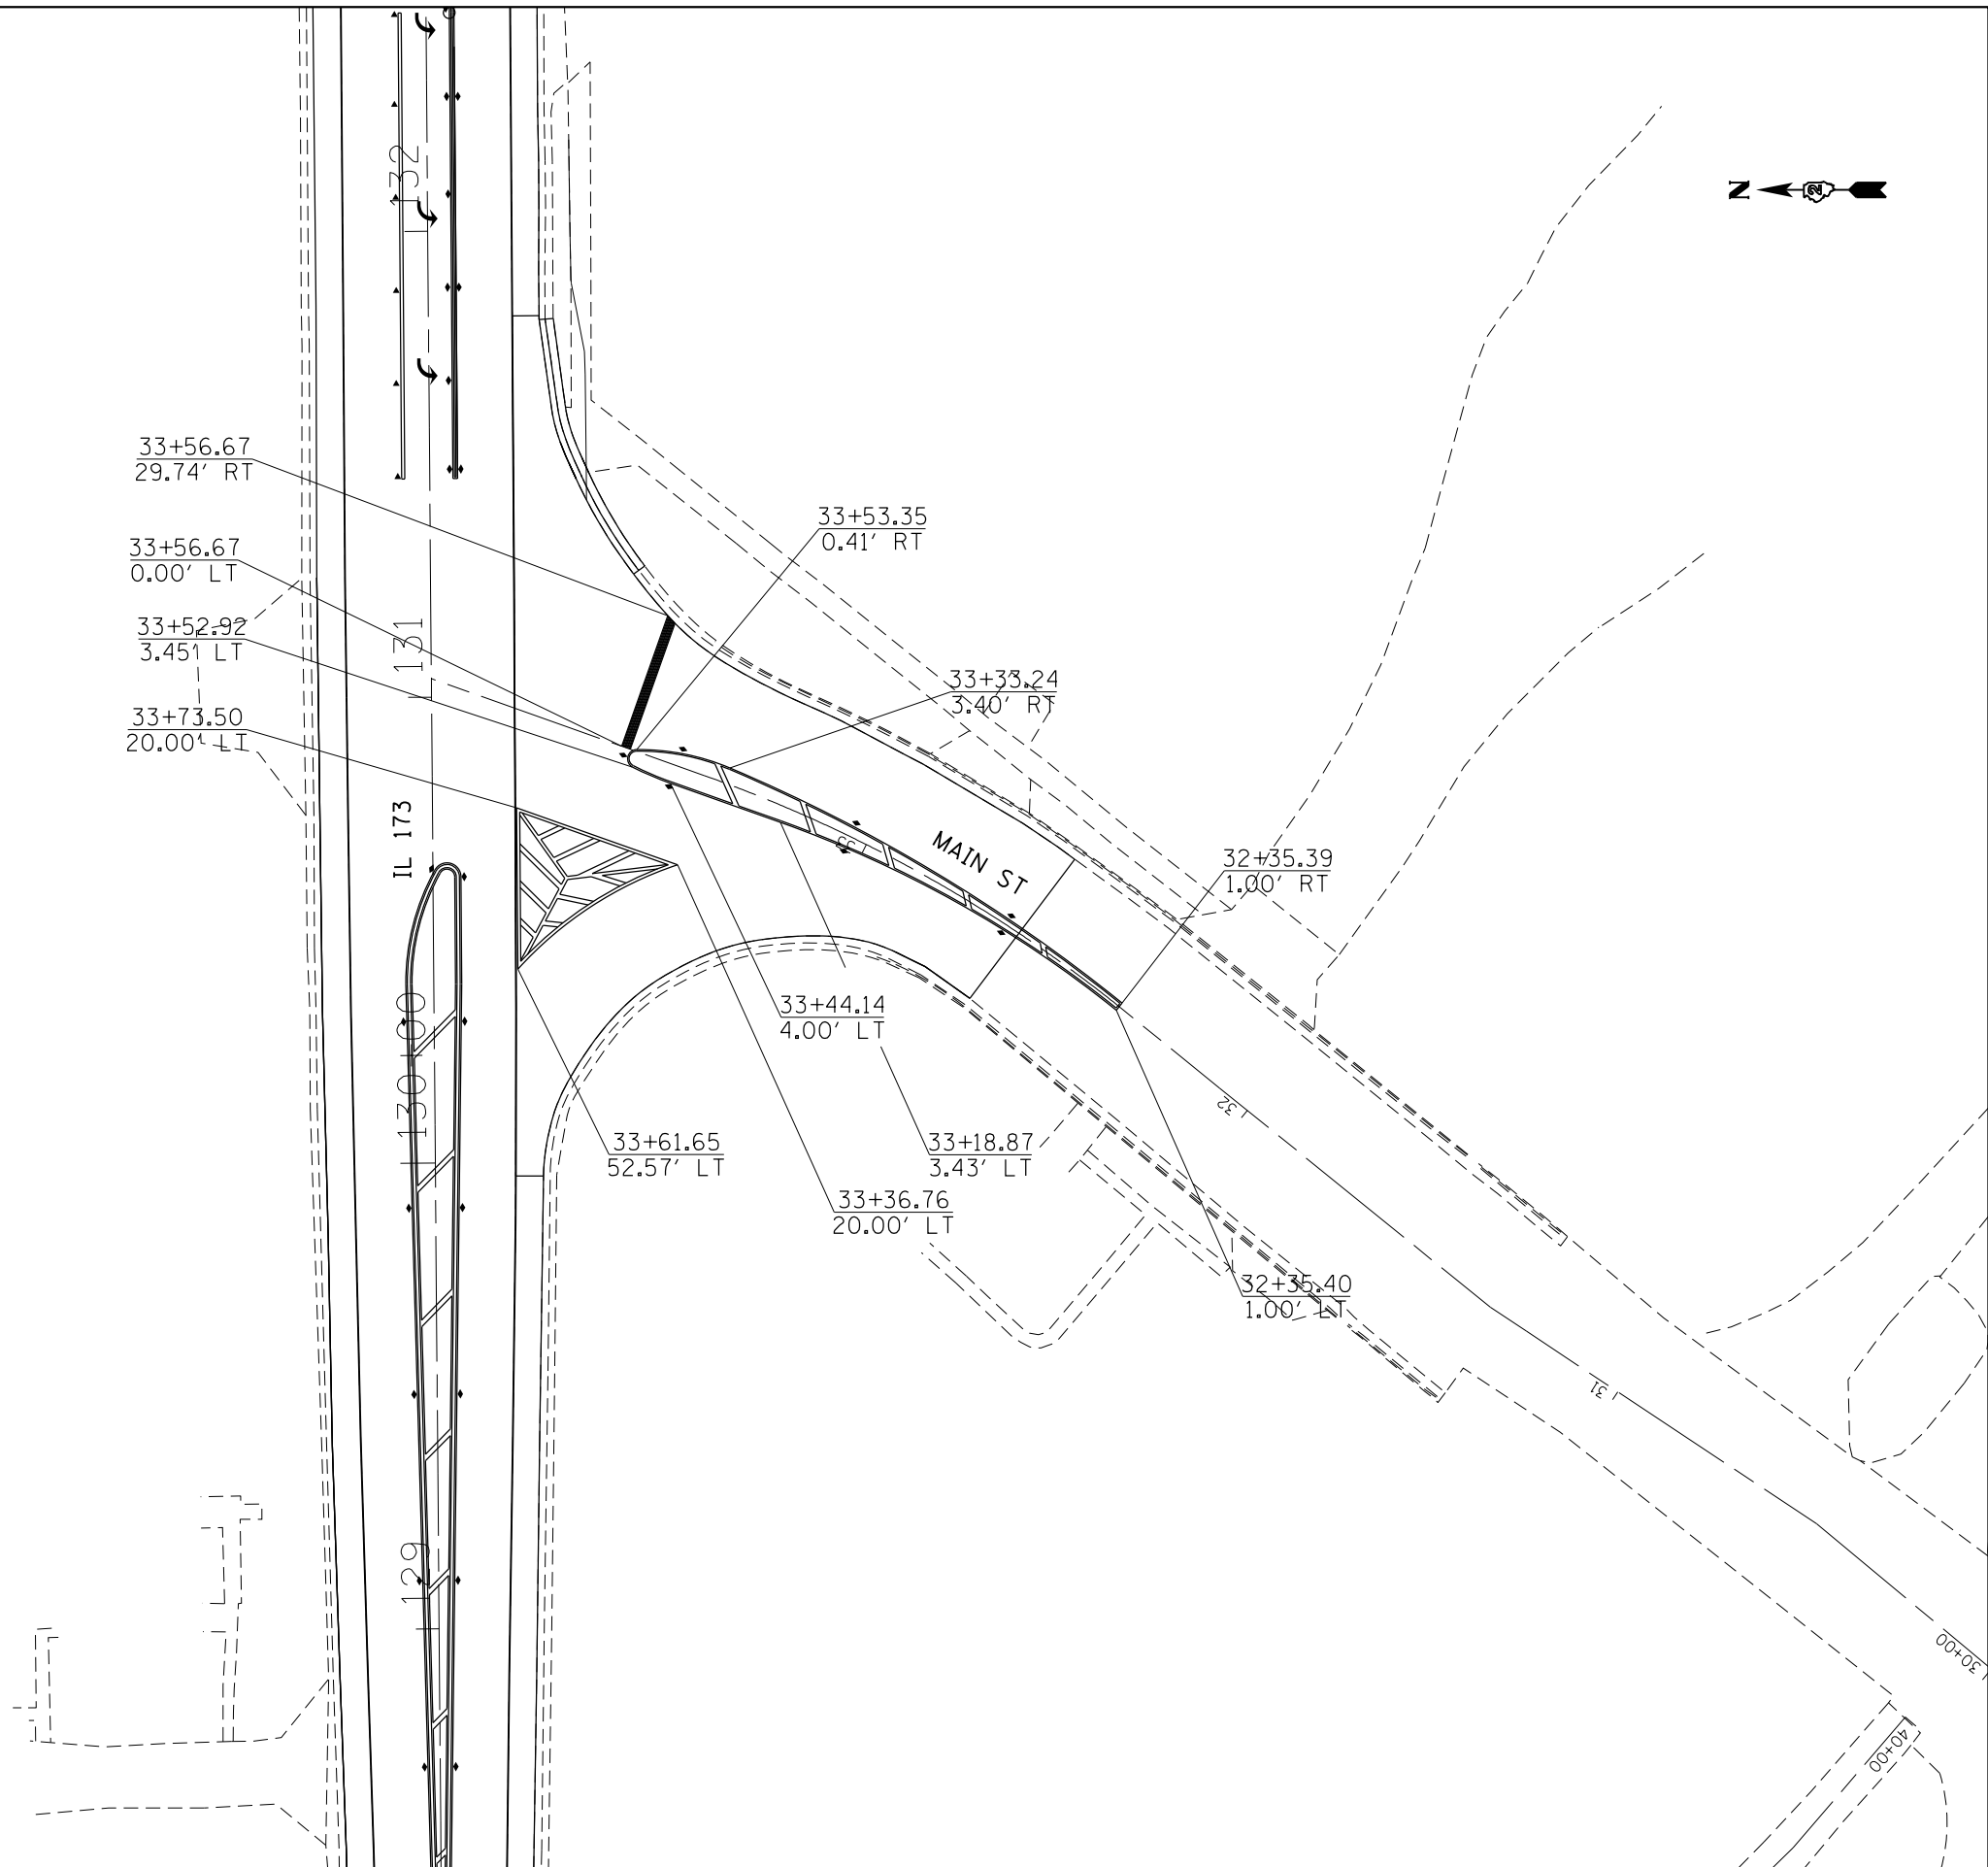 132
N
2
33+56.67
29.74' RT
33+53.35
0.41' RT
33+56.67
0.00' LT
33+52.92
3.45' LT
131
33+33.24
3.40' RT
33+73.50
20.00' LT
IL 173
33
MAIN ST
32+35.39
1.00' RT
33+44.14
4.00' LT
130+00
32
33+61.65
52.57' LT
33+18.87
3.43' LT
33+36.76
20.00' LT
32+35.40
1.00' LT
31
129
30+00
40+00